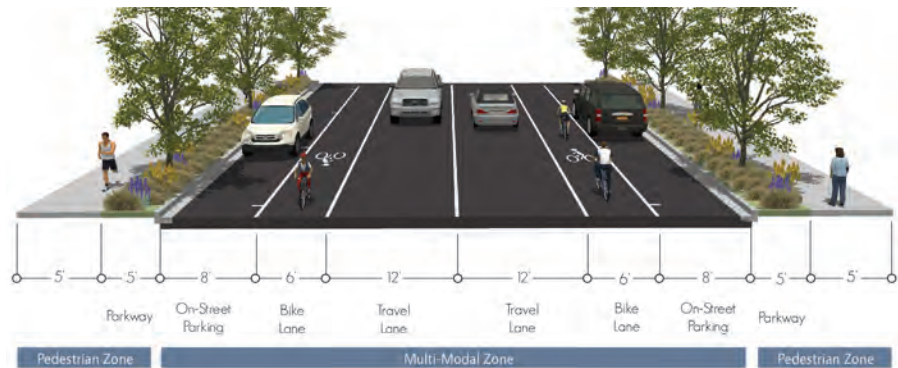 5' 5' 8' 6' 12' 12' 6' 8' 5' 5'
Parkway On-Street Parking Bike Lane Travel Lane Travel Lane Bike Lane On-Street Parking Parkway
Pedestrian Zone Multi-Modal Zone Pedestrian Zone